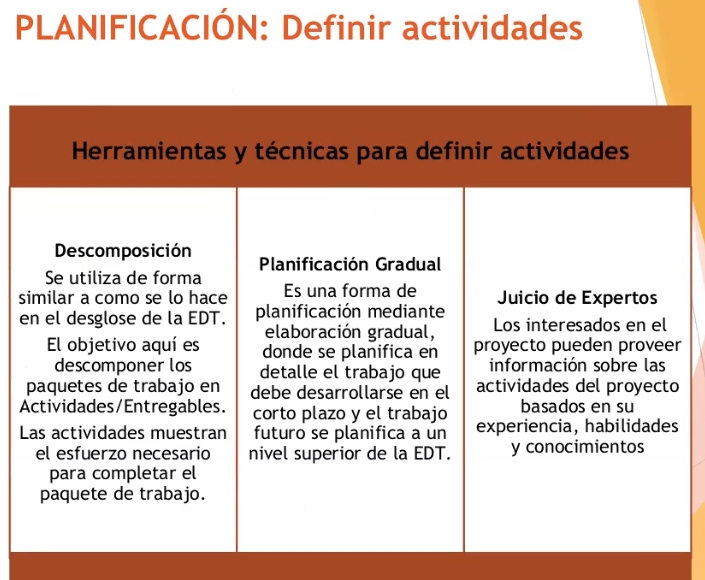 PLANIFICACIÓN: Definir actividades
Herramientas y técnicas para definir actividades
Descomposición
Se utiliza de forma
similar a como se lo hace
en el desglose de la EDT.
El objetivo aquí es
descomponer los
paquetes de trabajo en
Actividades/Entregables.
Las actividades muestran
el esfuerzo necesario
para completar el
paquete de trabajo.
Planificación Gradual
Es una forma de
planificación mediante
elaboración gradual,
donde se planifica en
detalle el trabajo que
debe desarrollarse en el
corto plazo y el trabajo
futuro se planifica a un
nivel superior de la EDT.
Juicio de Expertos
Los interesados en el
proyecto pueden proveer
información sobre las
actividades del proyecto
basados en su
experiencia, habilidades
y conocimientos